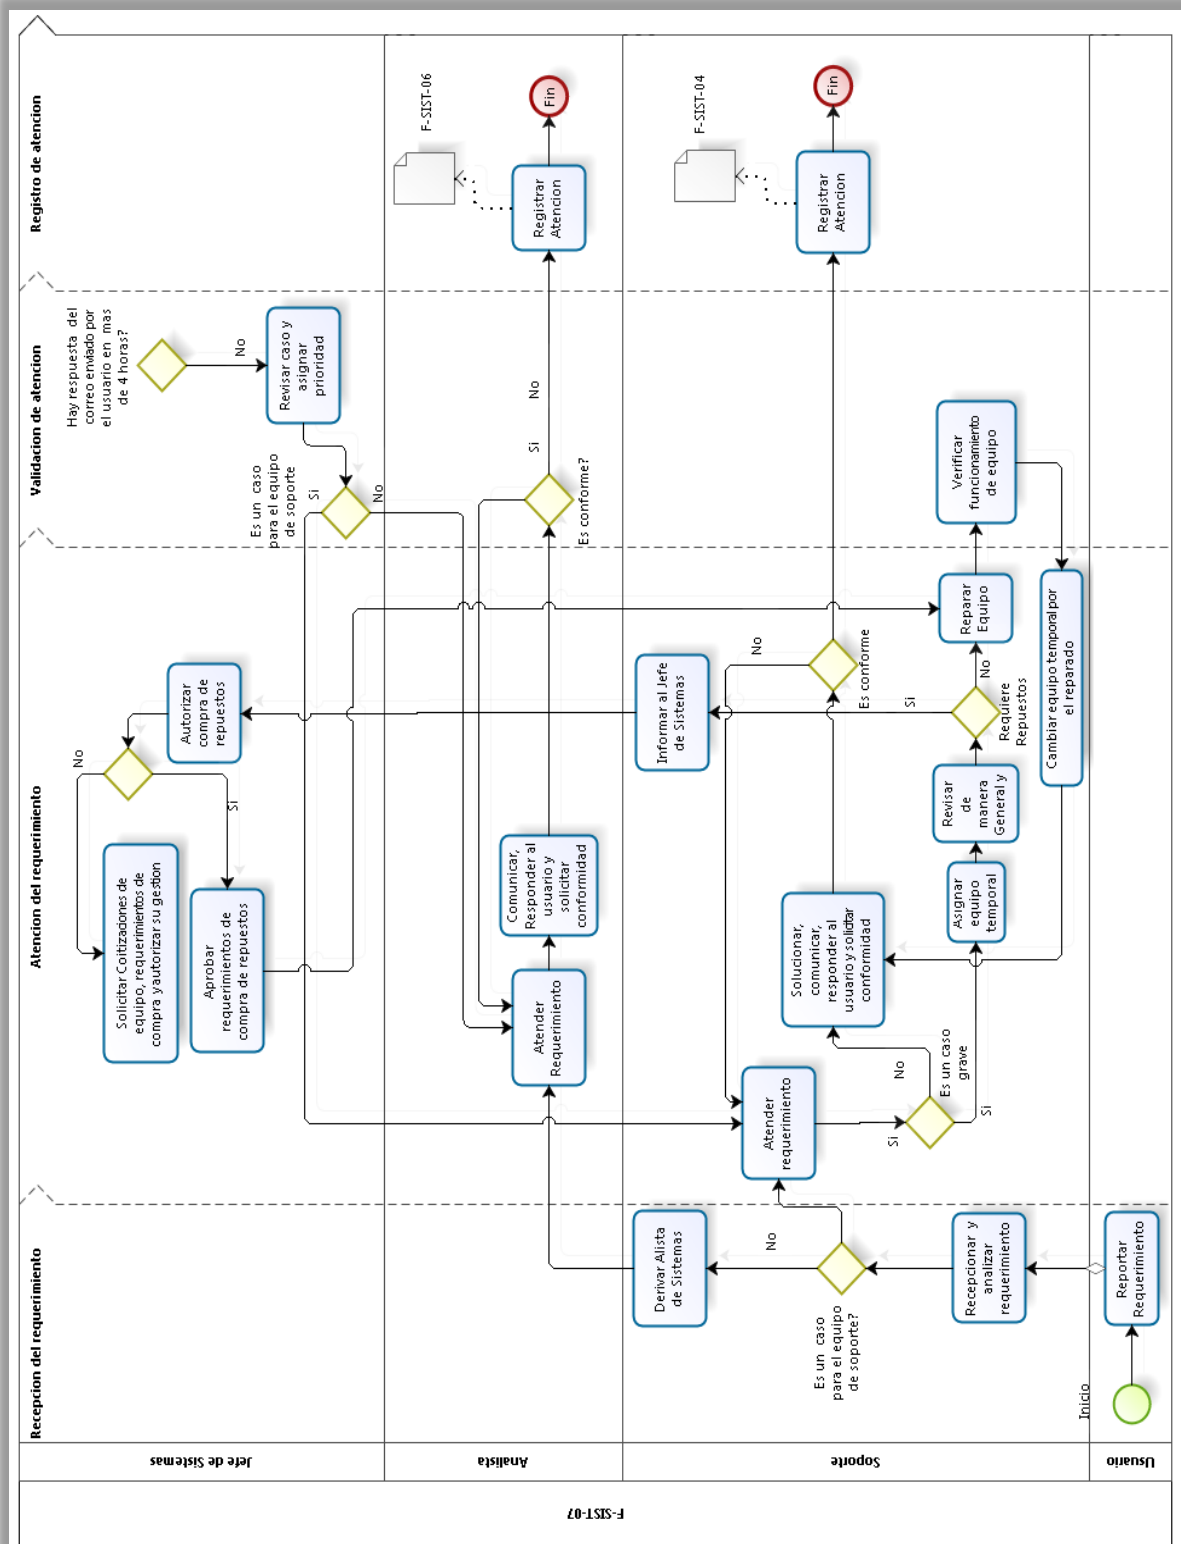 F-SIST-07
Jefe de Sistemas
Analista
Soporte
Usuario
Recepcion del requerimiento
Atencion del requerimiento
Validacion de atencion
Registro de atencion
Hay respuesta del
correo enviado por
el usuario en mas
de 4 horas?
No
Revisar caso y
asignar
prioridad
Es un caso
para el equipo
de soporte
Si
No
Autorizar
compra de
repuestos
No
Si
Solicitar Coitizaciones de
equipo, requerimientos de
compra y autorizar su gestion
Aprobar
requerimientos de
compra de repuestos
F-SIST-06
Fin
Registrar
Atencion
No
Si
Es conforme?
Comunicar,
Responder al
usuario y
solicitar
conformidad
Atender
Requerimiento
F-SIST-04
Fin
Registrar
Atencion
Informar al Jefe
de Sistemas
No
Es conforme
Si
Requiere
Repuestos
No
Reparar
Equipo
Verificar
funcionamiento
de equipo
Cambiar equipo temporal por
el reparado
Revisar
de
manera
General y
Asignar
equipo
temporal
Solucionar,
comunicar,
responder al
usuario y solicitar
conformidad
Atender
requerimiento
Si
No
Es un caso
grave
Si
Derivar Alista
de Sistemas
No
Es un caso
para el equipo
de soporte?
Recepcionar y
analizar
requerimiento
Inicio
Reportar
Requerimiento